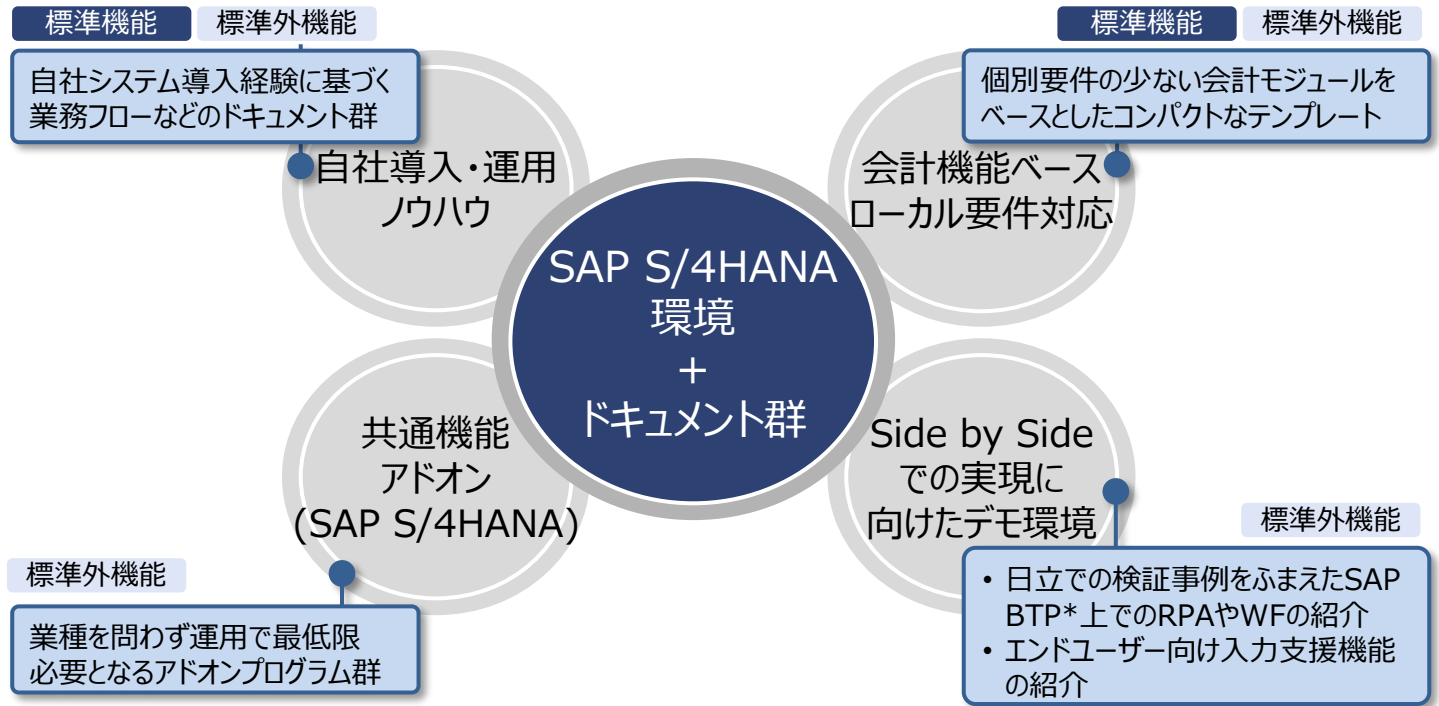 標準機能
標準外機能
自社システム導入経験に基づく
業務フローなどのドキュメント群
自社導入・運用
ノウハウ
標準機能
標準外機能
個別要件の少ない会計モジュールを
ベースとしたコンパクトなテンプレート
会計機能ベース
ローカル要件対応
SAP S/4HANA
環境
+
ドキュメント群
共通機能
アドオン
(SAP S/4HANA)
標準外機能
業種を問わず運用で最低限
必要となるアドオンプログラム群
Side by Side
での実現に
向けたデモ環境
標準外機能
• 日立での検証事例をふまえたSAP
BTP*上でのRPAやWFの紹介
• エンドユーザー向け入力支援機能
の紹介